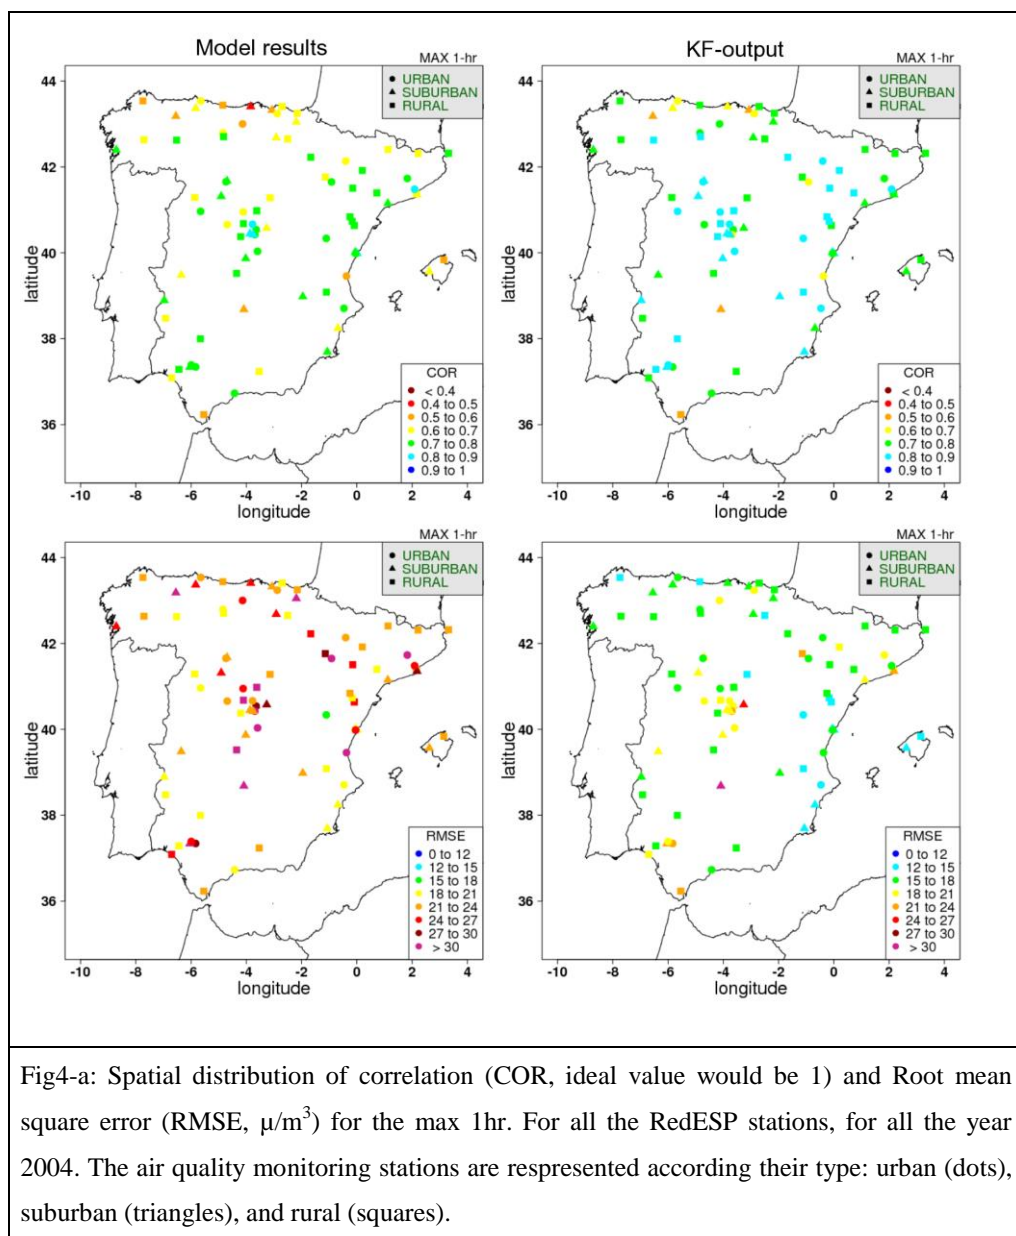 Model results
KF-output
MAX 1-hr
URBAN
SUBURBAN
RURAL
44
42
40
38
36
latitude
COR
< 0.4
0.4 to 0.5
0.5 to 0.6
0.6 to 0.7
0.7 to 0.8
0.8 to 0.9
0.9 to 1
-10 -8 -6 -4 -2 0 2 4
longitude
MAX 1-hr
URBAN
SUBURBAN
RURAL
44
42
40
38
36
latitude
COR
< 0.4
0.4 to 0.5
0.5 to 0.6
0.6 to 0.7
0.7 to 0.8
0.8 to 0.9
0.9 to 1
-10 -8 -6 -4 -2 0 2 4
longitude
MAX 1-hr
URBAN
SUBURBAN
RURAL
44
42
40
38
36
latitude
RMSE
0 to 12
12 to 15
15 to 18
18 to 21
21 to 24
24 to 27
27 to 30
> 30
-10 -8 -6 -4 -2 0 2 4
longitude
MAX 1-hr
URBAN
SUBURBAN
RURAL
44
42
40
38
36
latitude
RMSE
0 to 12
12 to 15
15 to 18
18 to 21
21 to 24
24 to 27
27 to 30
> 30
-10 -8 -6 -4 -2 0 2 4
longitude
Fig4-a: Spatial distribution of correlation (COR, ideal value would be 1) and Root mean
square error (RMSE, μ/m³) for the max 1hr. For all the RedESP stations, for all the year
2004. The air quality monitoring stations are respresented according their type: urban (dots),
suburban (triangles), and rural (squares).